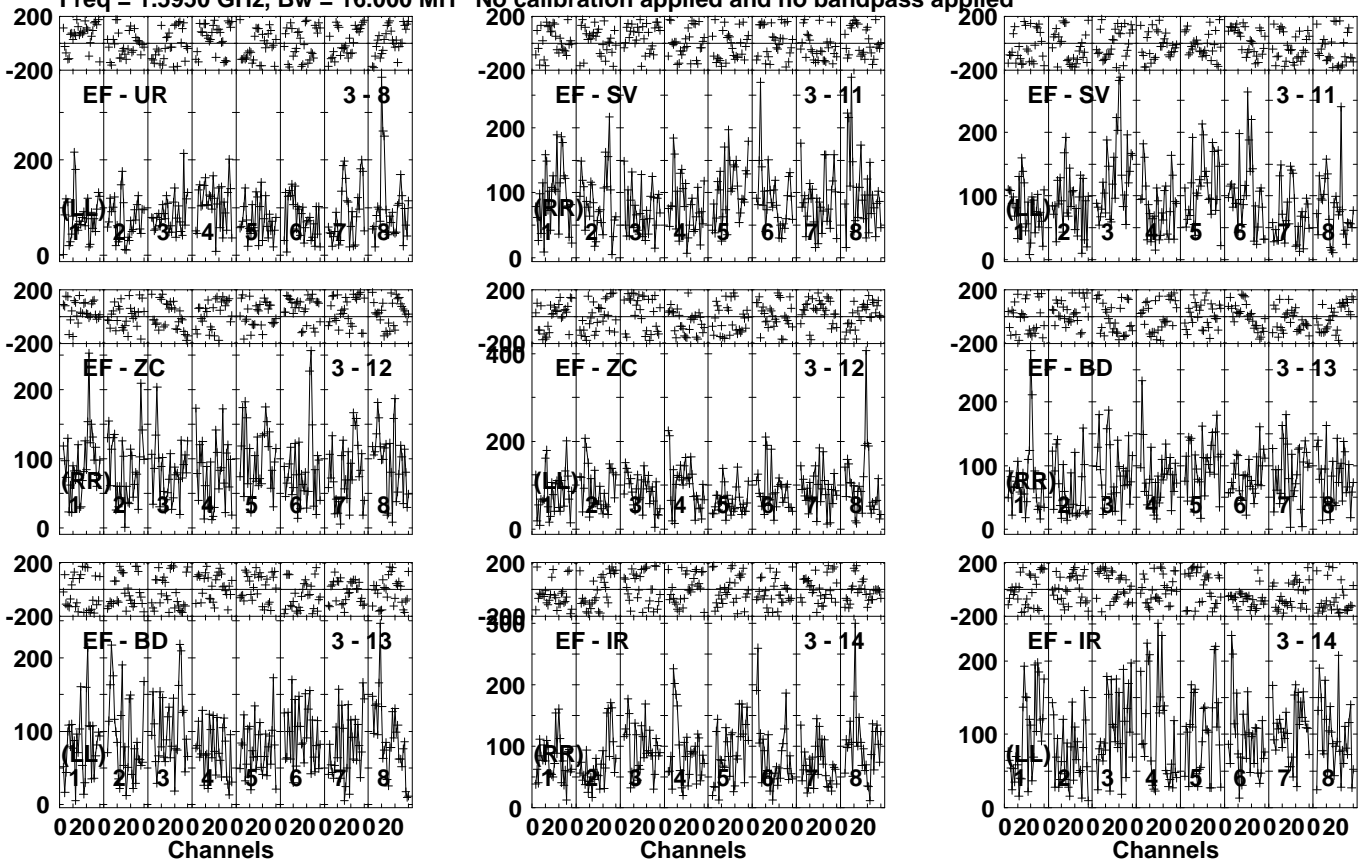 Freq = 1.5950 GHz, Bw = 16.000 MH No calibration applied and no bandpass applied
200 200 200
-200 -200 -200
EF - UR 3 - 8 EF - SV 3 - 11 EF - SV 3 - 11
200 200 200
100 100
(LL) (RR) (LL)
1 2 3 4 5 6 7 8 1 2 3 4 5 6 7 8 1 2 3 4 5 6 7 8
0 0 0
200 200 200
-200 -200 -200
400
EF - ZC 3 - 12 EF - ZC 3 - 12 EF - BD 3 - 13
200 200 200
100 100
(RR) (LL) (RR)
1 2 3 4 5 6 7 8 1 2 3 4 5 6 7 8 1 2 3 4 5 6 7 8
0 0 0
200 200 200
-200 -200 -200
300
EF - BD 3 - 13 EF - IR 3 - 14 EF - IR 3 - 14
200 200 200
100 100 100
(LL) (RR) (LL)
1 2 3 4 5 6 7 8 1 2 3 4 5 6 7 8 1 2 3 4 5 6 7 8
0 0 0
0 20 0 20 0 20 0 20 0 20 0 20 0 20 0 20 0 20 0 20 0 20 0 20 0 20 0 20 0 20 0 20 0 20 0 20 0 20 0 20 0 20 0 20 0 20 0 20
Channels Channels Channels